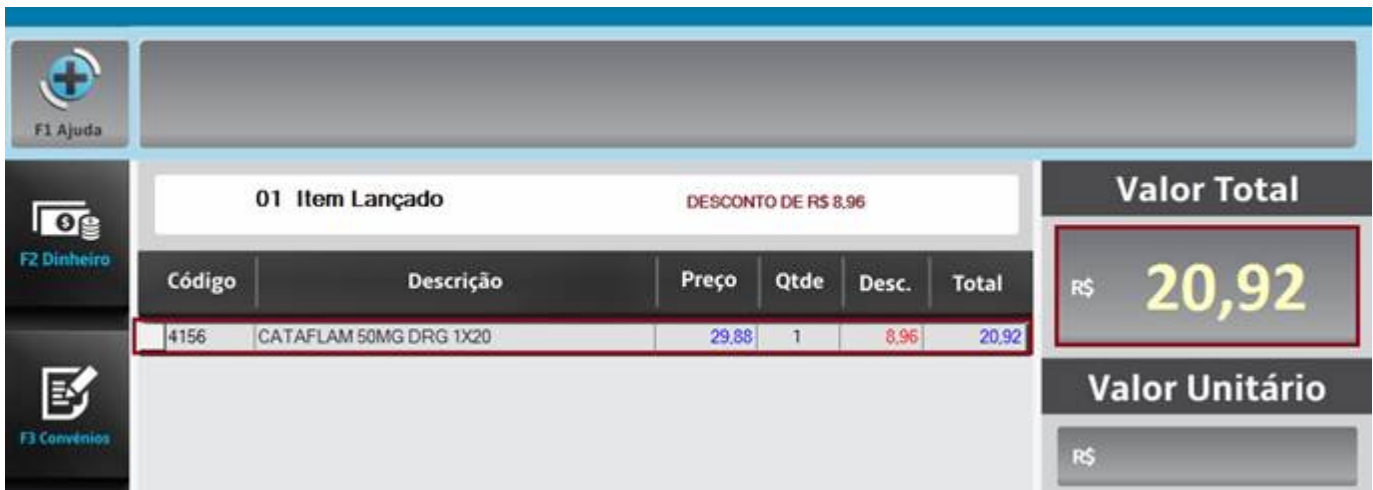 F1 Ajuda
01 Item Lançado DESCONTO DE R$ 8,96
Valor Total
F2 Dinheiro
Código Descrição Preço Qtde Desc. Total
R$ 20,92
4156 CATAFLAM 50MG DRG 1X20 29,88 1 8,96 20,92
Valor Unitário
F3 Convênios
R$